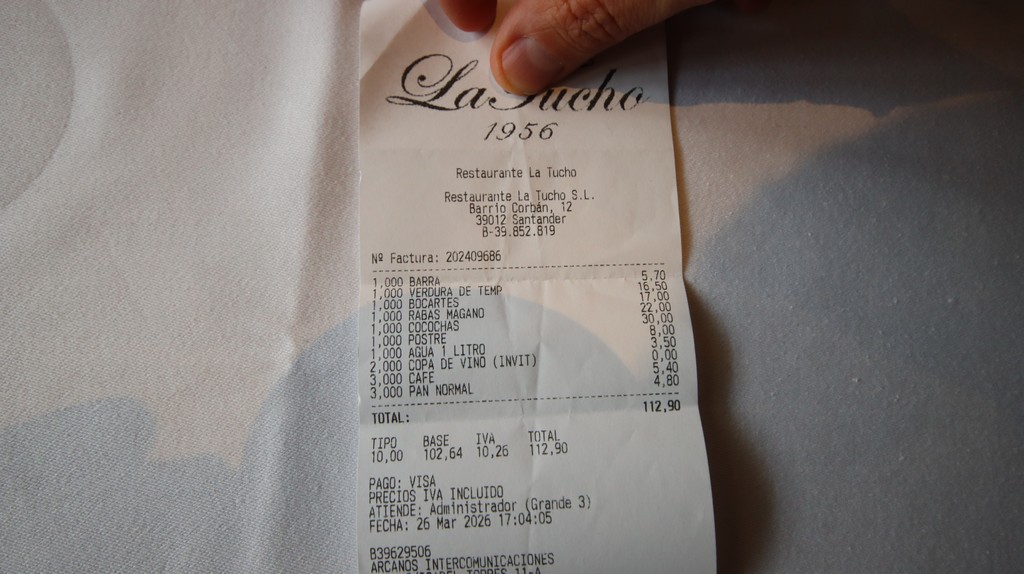 La Tucho
1956
Restaurante La Tucho
Restaurante La Tucho S.L.
Barrio Corbán, 12
39012 Santander
B-39.852.819
Nº Factura: 202409686
1,000 BARRA 5,70
1,000 VERDURA DE TEMP 16,50
1,000 BOCARTES 17,00
1,000 RABAS MAGANO 22,00
1,000 COCOCHAS 30,00
1,000 POSTRE 8,00
1,000 AGUA 1 LITRO 3,50
2,000 COPA DE VINO (INVIT) 0,00
3,000 CAFE 5,40
3,000 PAN NORMAL 4,80
TOTAL: 112,90
TIPO BASE IVA TOTAL
10,00 102,64 10,26 112,90
PAGO: VISA
PRECIOS IVA INCLUIDO
ATIENDE: Administrador (Grande 3)
FECHA: 26 Mar 2026 17:04:05
B39629506
ARCANOS INTERCOMUNICACIONES
TORRES 11-A